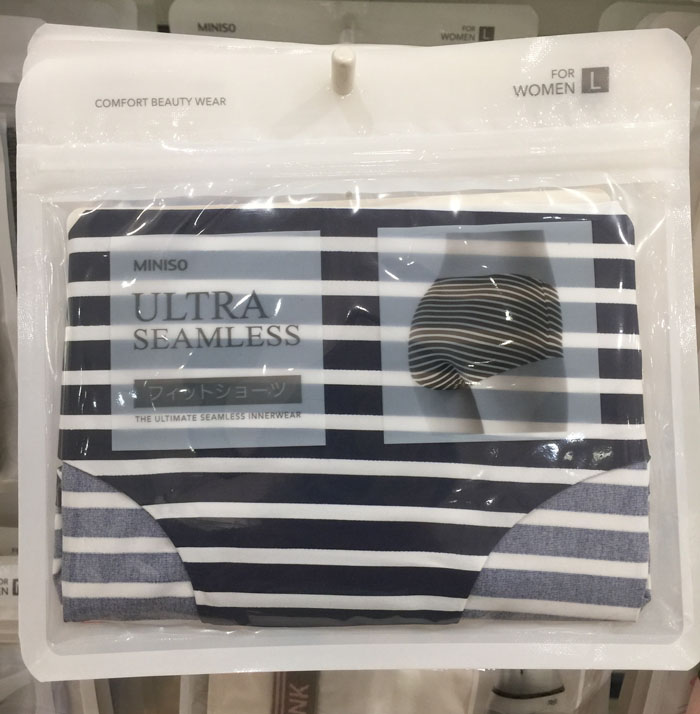 MINISO
FOR
WOMEN L
COMFORT BEAUTY WEAR
FOR
WOMEN L
MINISO
ULTRA
SEAMLESS
フィットショーツ
THE ULTIMATE SEAMLESS INNERWEAR
NK